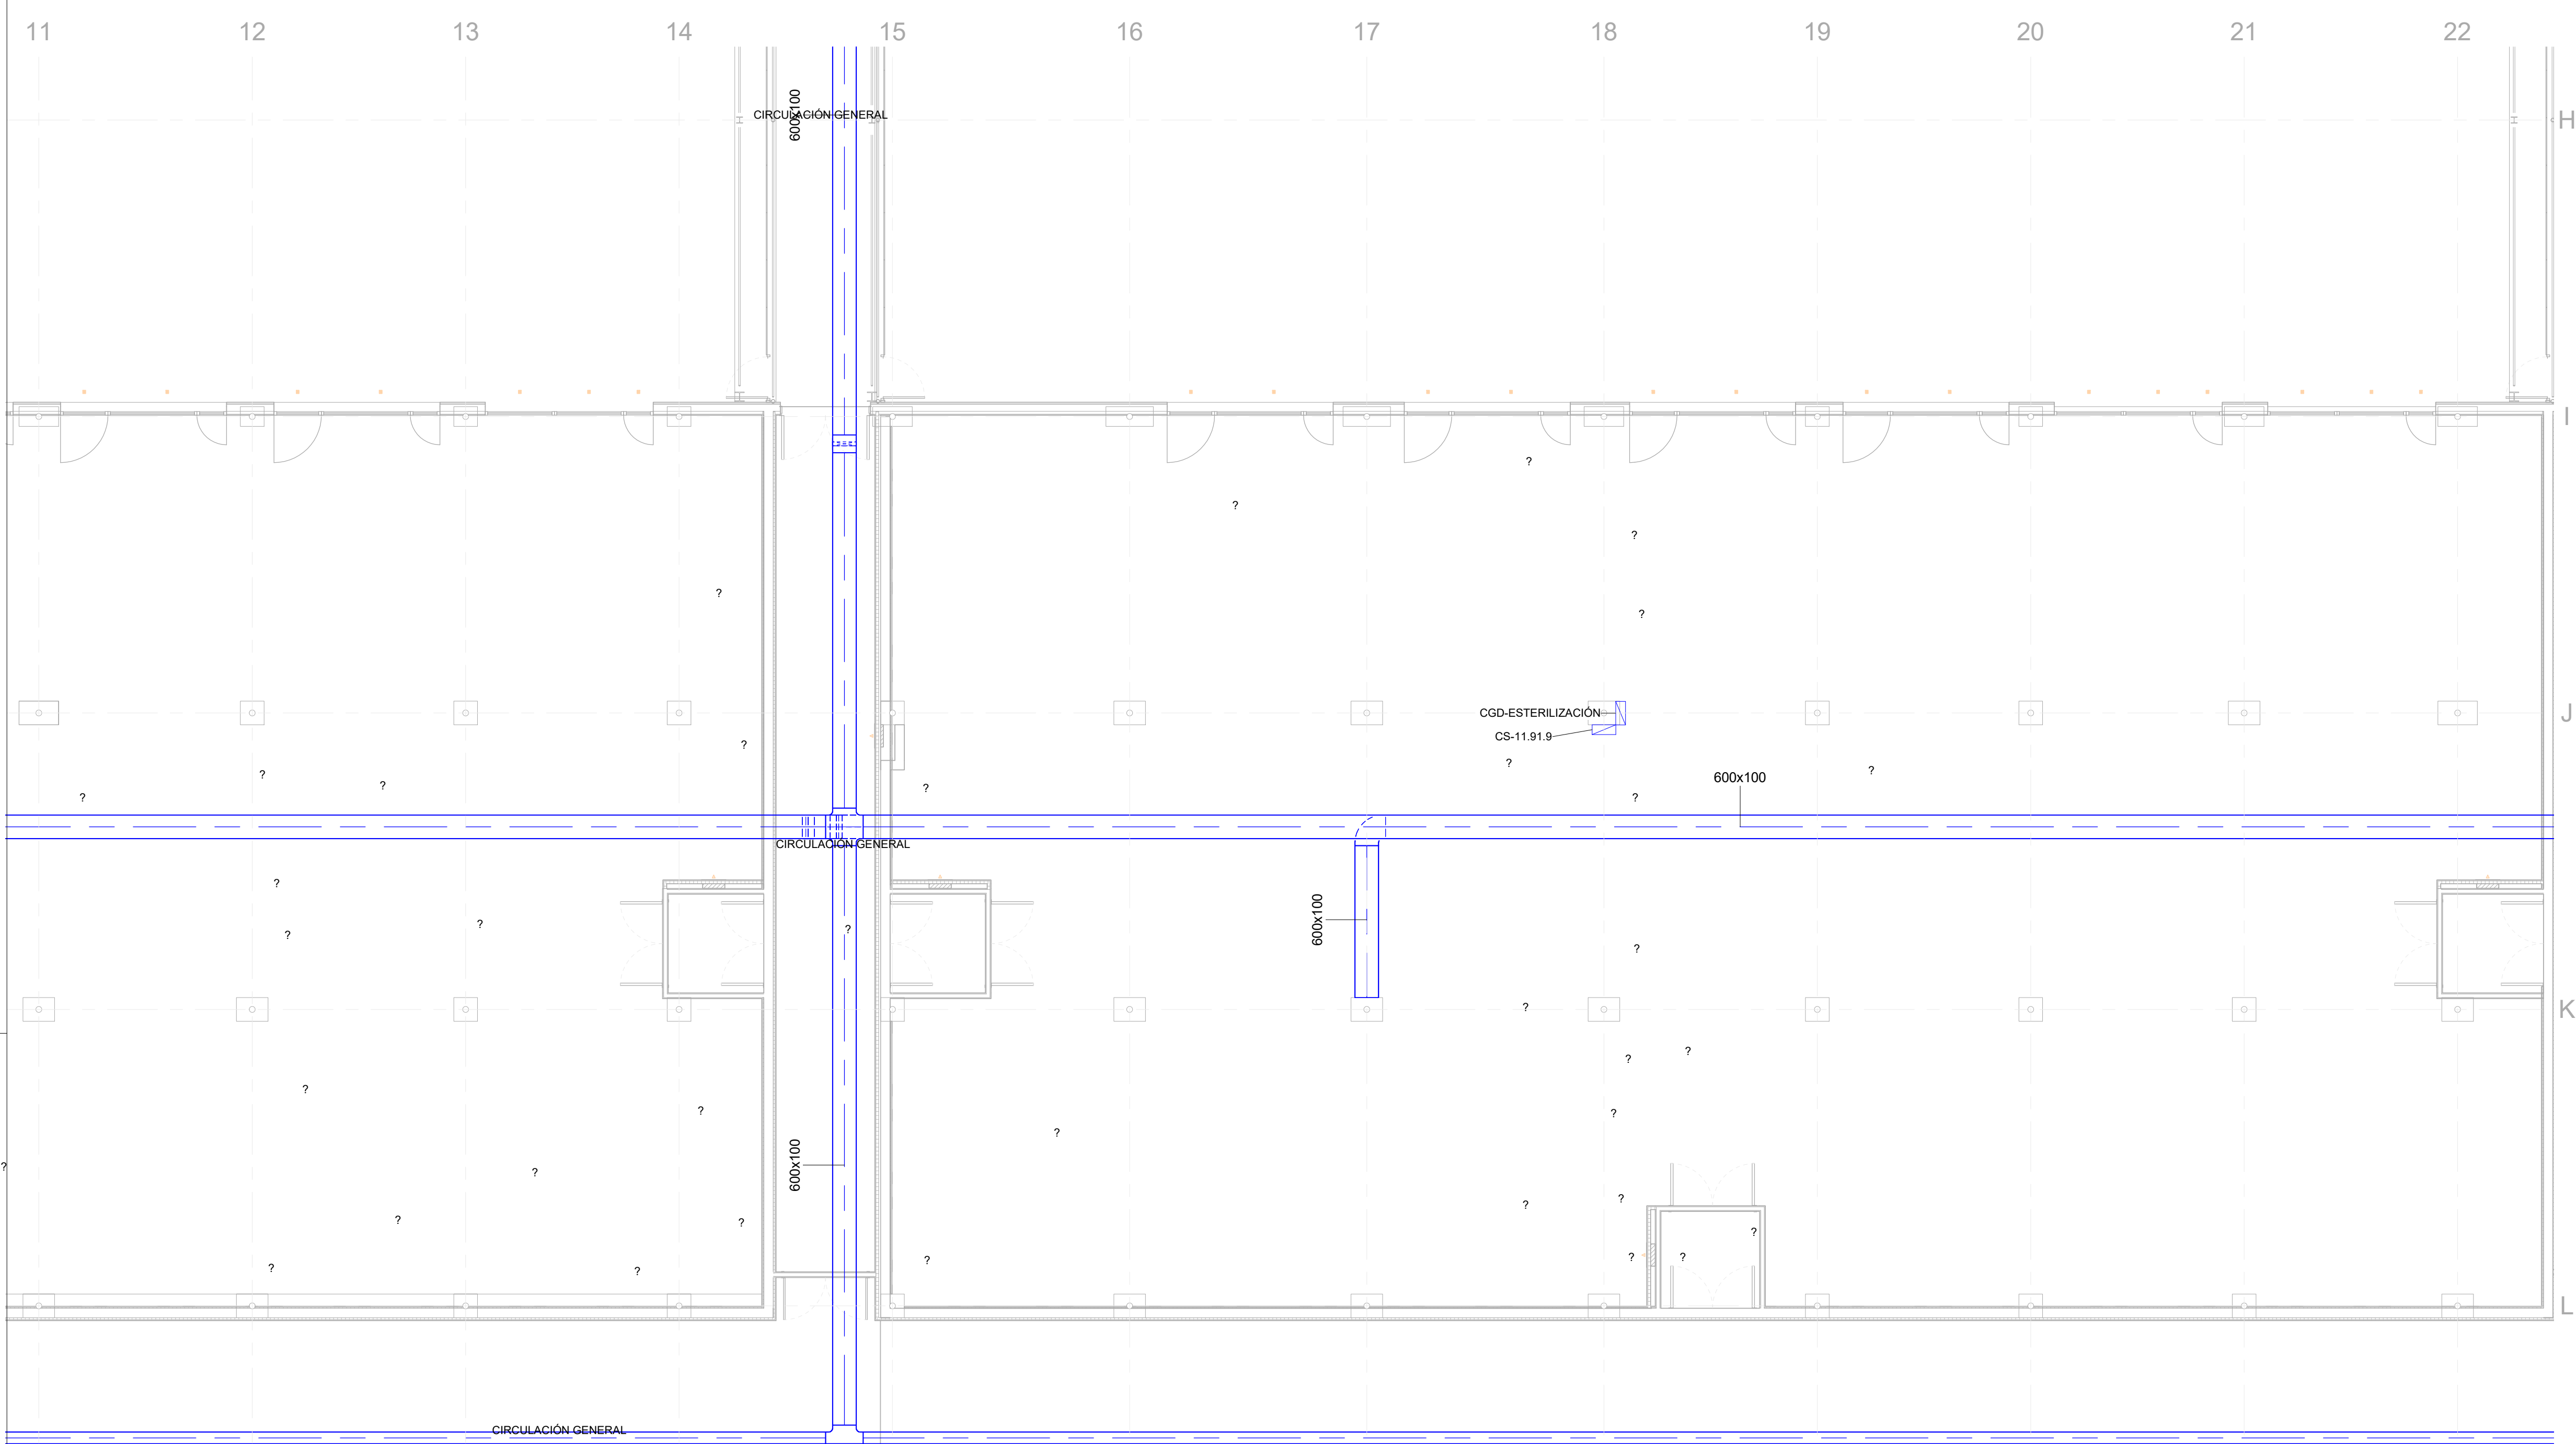 11 12 13 14 15 16 17 18 19 20 21 22
600x100
CIRCULACIÓN GENERAL
H
I
?
?
?
?
?
CGD-ESTERILIZACIÓN
J
CS-11.91.9
?
?
?
?
600x100
?
?
?
?
CIRCULACIÓN GENERAL
?
600x100
?
?
?
?
?
K
?
?
?
?
?
?
600x100
?
?
?
?
?
?
?
?
?
?
?
?
?
L
CIRCULACIÓN GENERAL